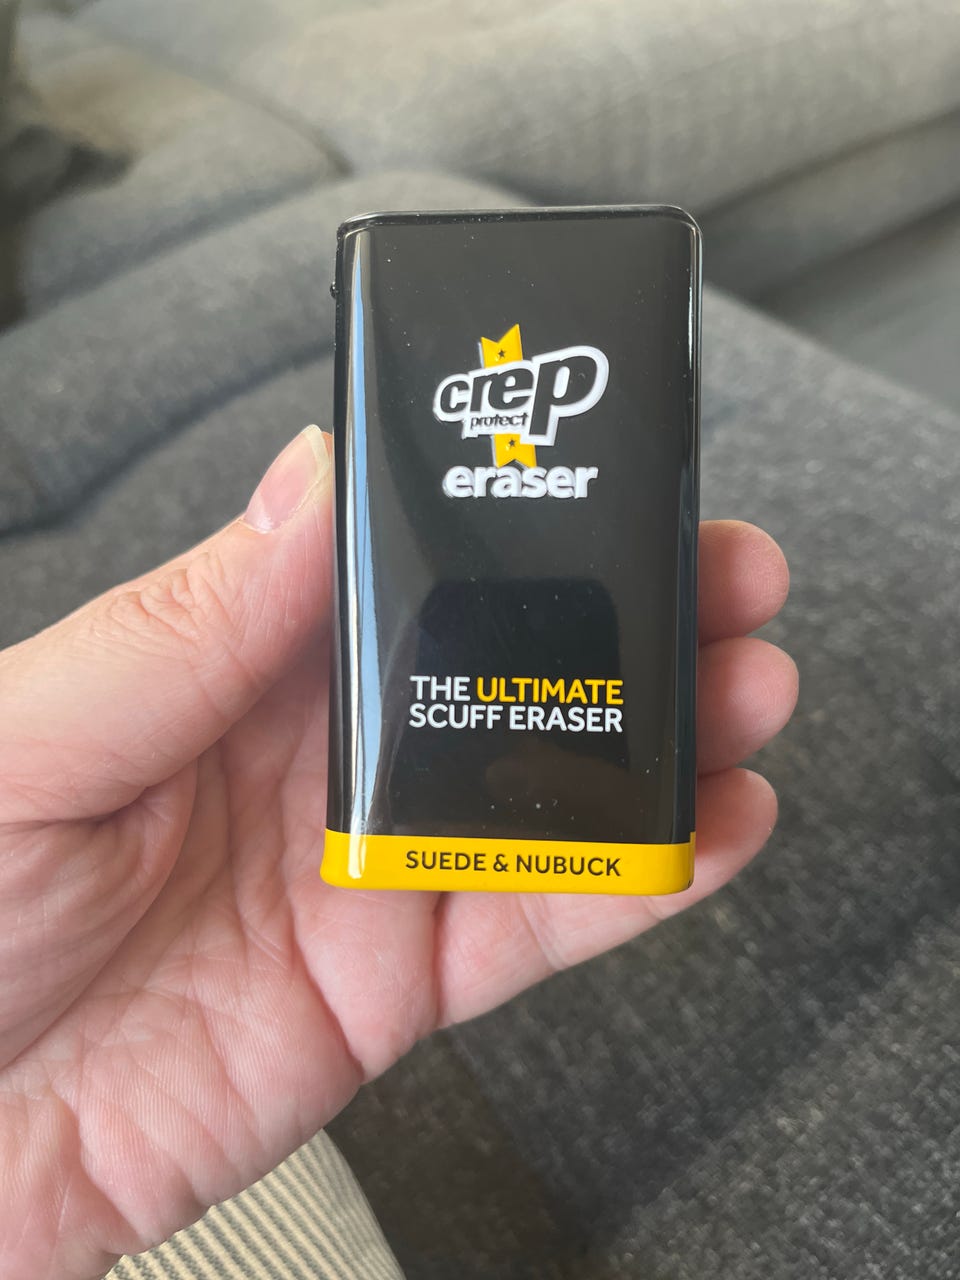 crep
protect
eraser
THE ULTIMATE
SCUFF ERASER
SUEDE & NUBUCK